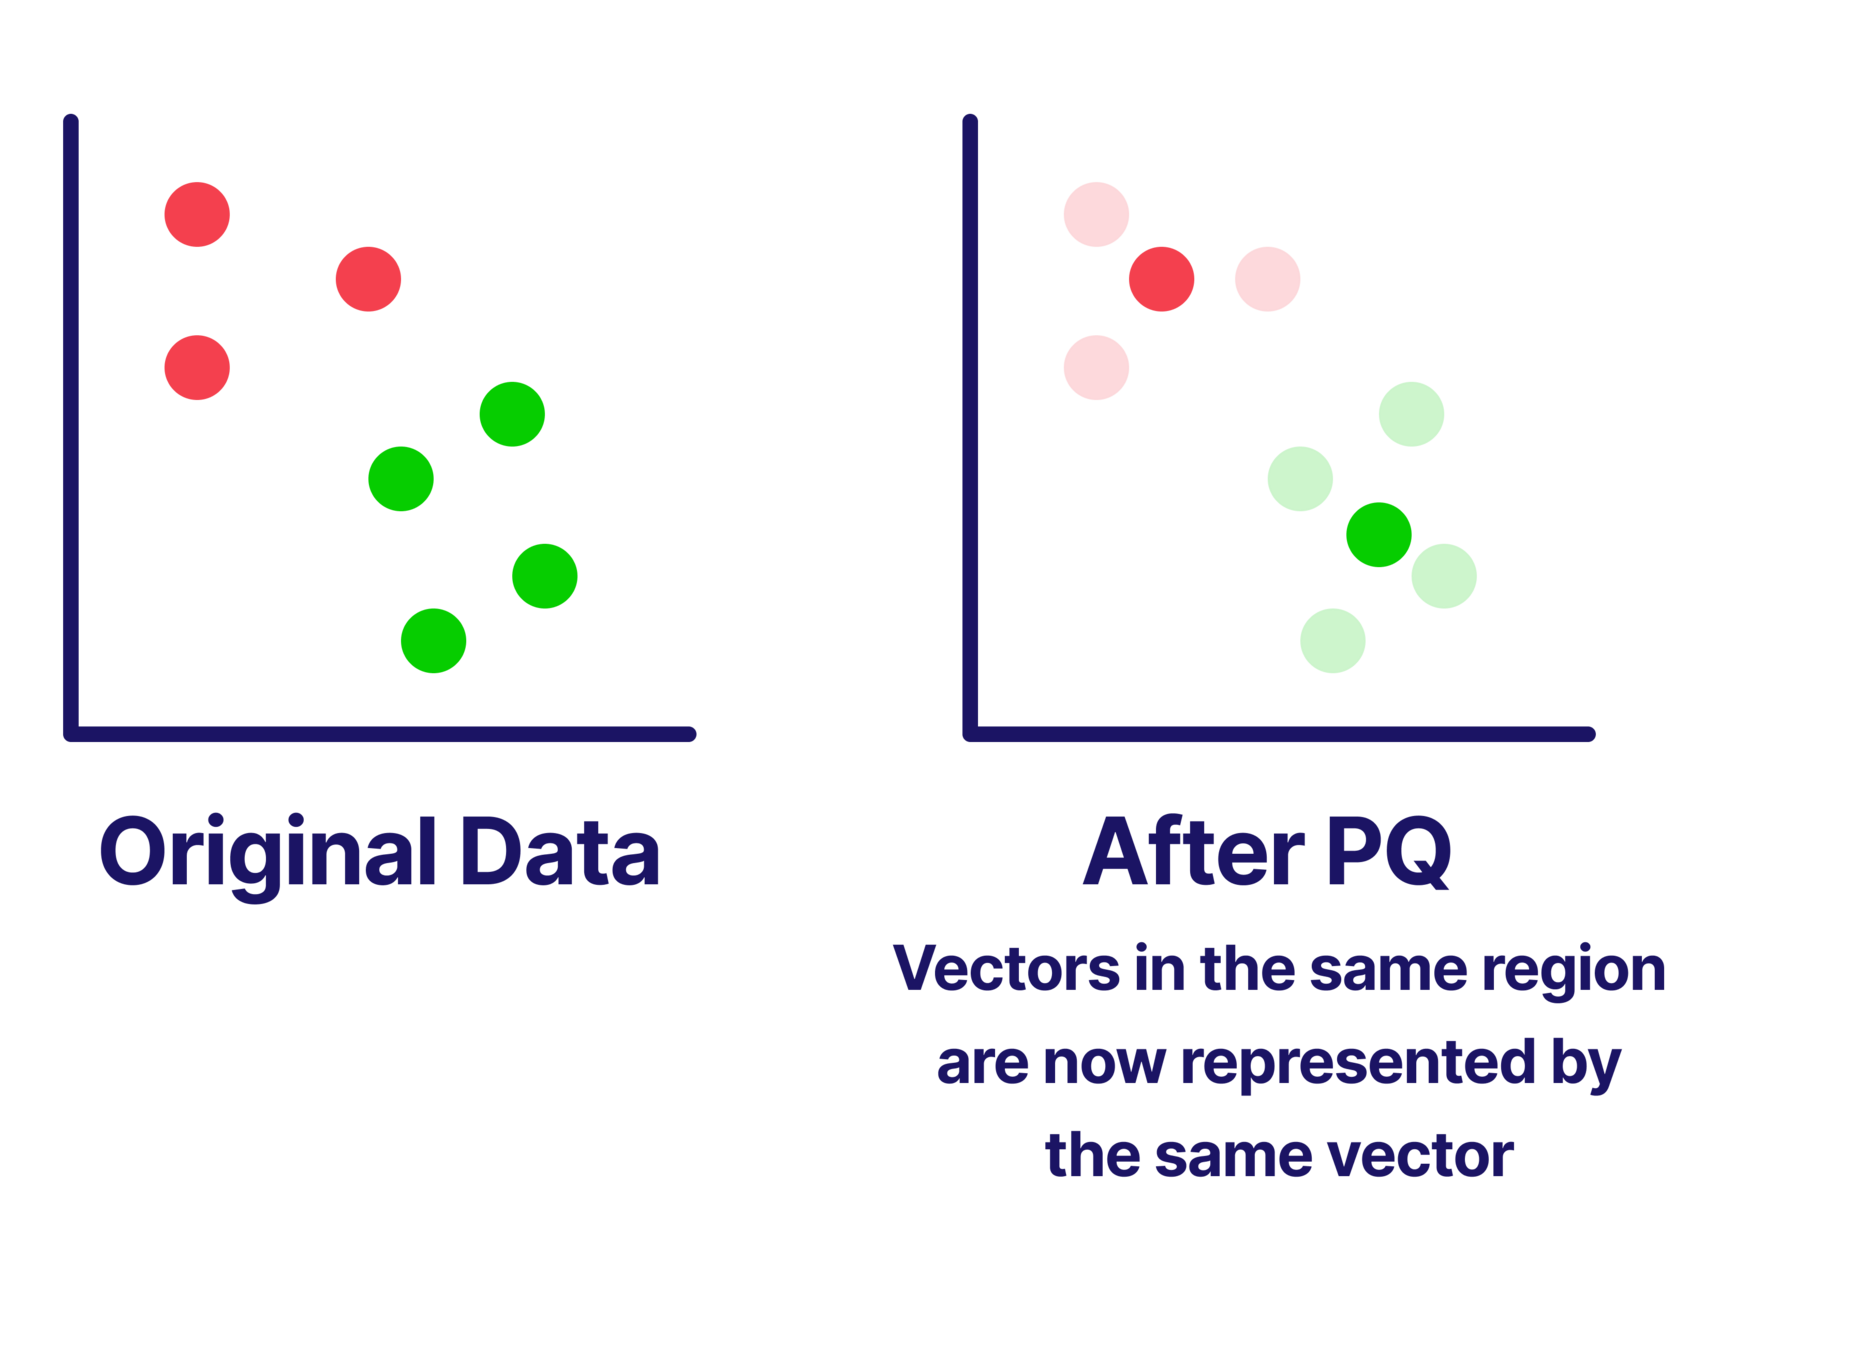 Original Data
After PQ
Vectors in the same region
are now represented by
the same vector